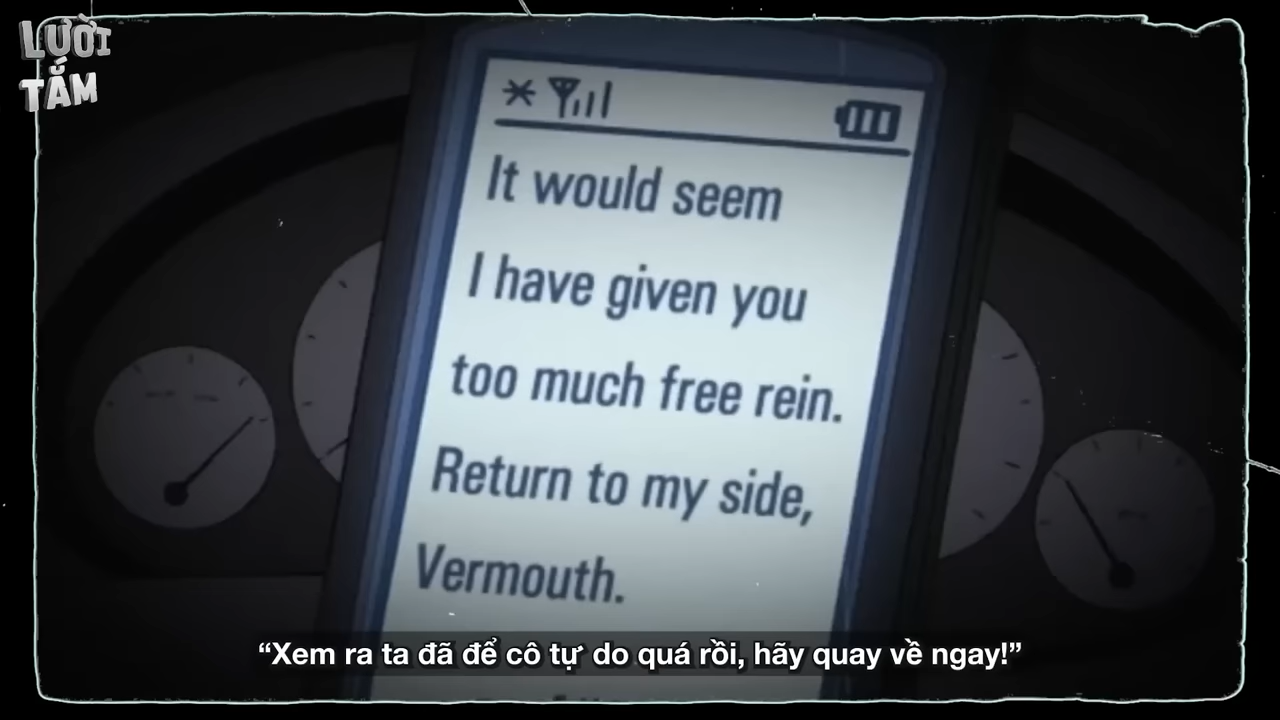 LƯỜI
TẮM
It would seem
I have given you
too much free rein.
Return to my side,
Vermouth.
“Xem ra ta đã để cô tự do quá rồi, hãy quay về ngay!”